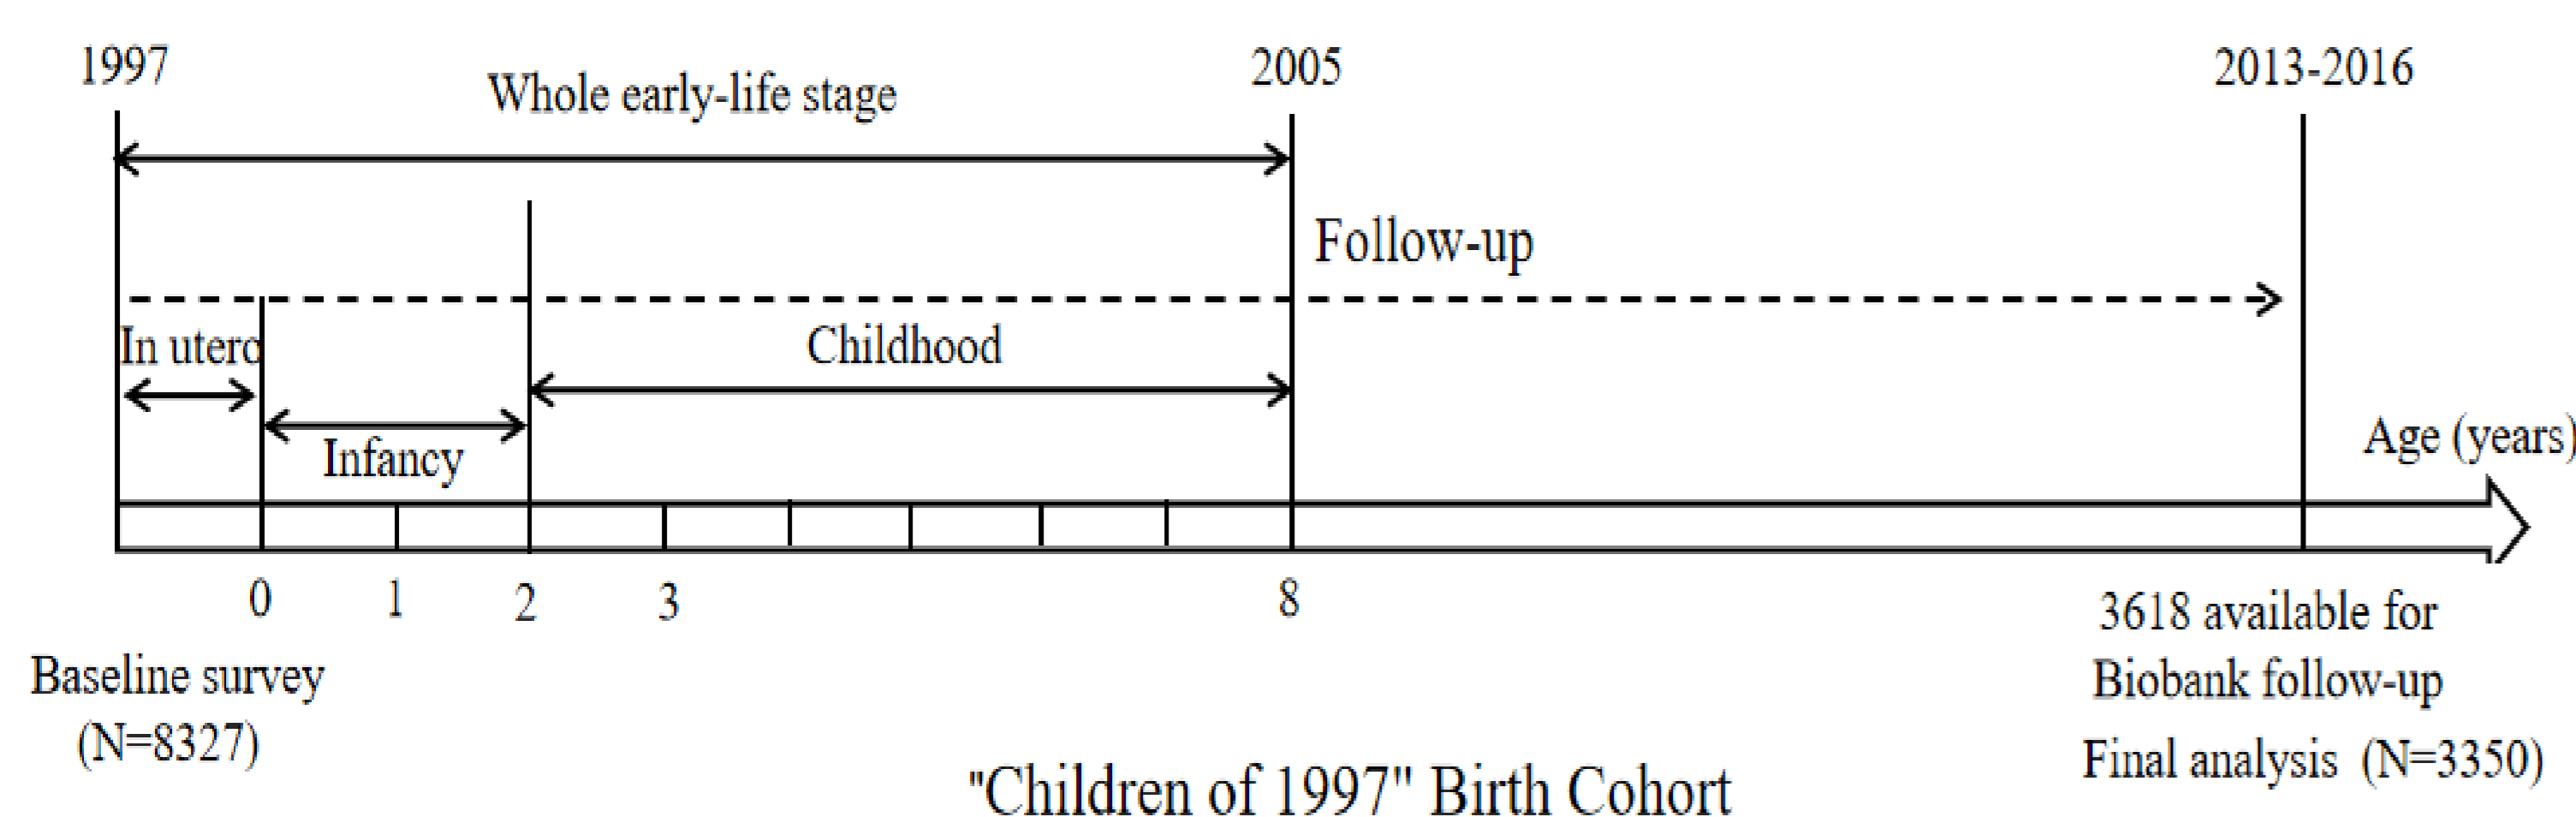 1997
Whole early-life stage
2005
2013-2016
Follow-up
In utero
Childhood
Infancy
Age (years)
0
1
2
3
8
Baseline survey
(N=8327)
3618 available for
Biobank follow-up
Final analysis (N=3350)
"Children of 1997" Birth Cohort